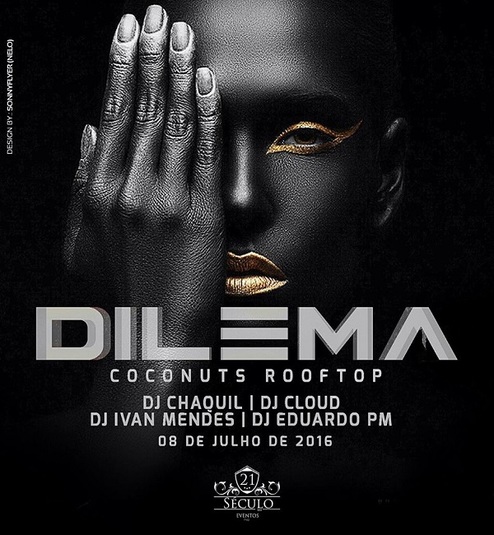 DESIGN BY: SONNYFLYER (NELO)
DILEMA
COCONUTS ROOFTOP
DJ CHAQUIL | DJ CLOUD
DJ IVAN MENDES | DJ EDUARDO PM
08 DE JULHO DE 2016
21
SÉCULO
EVENTOS